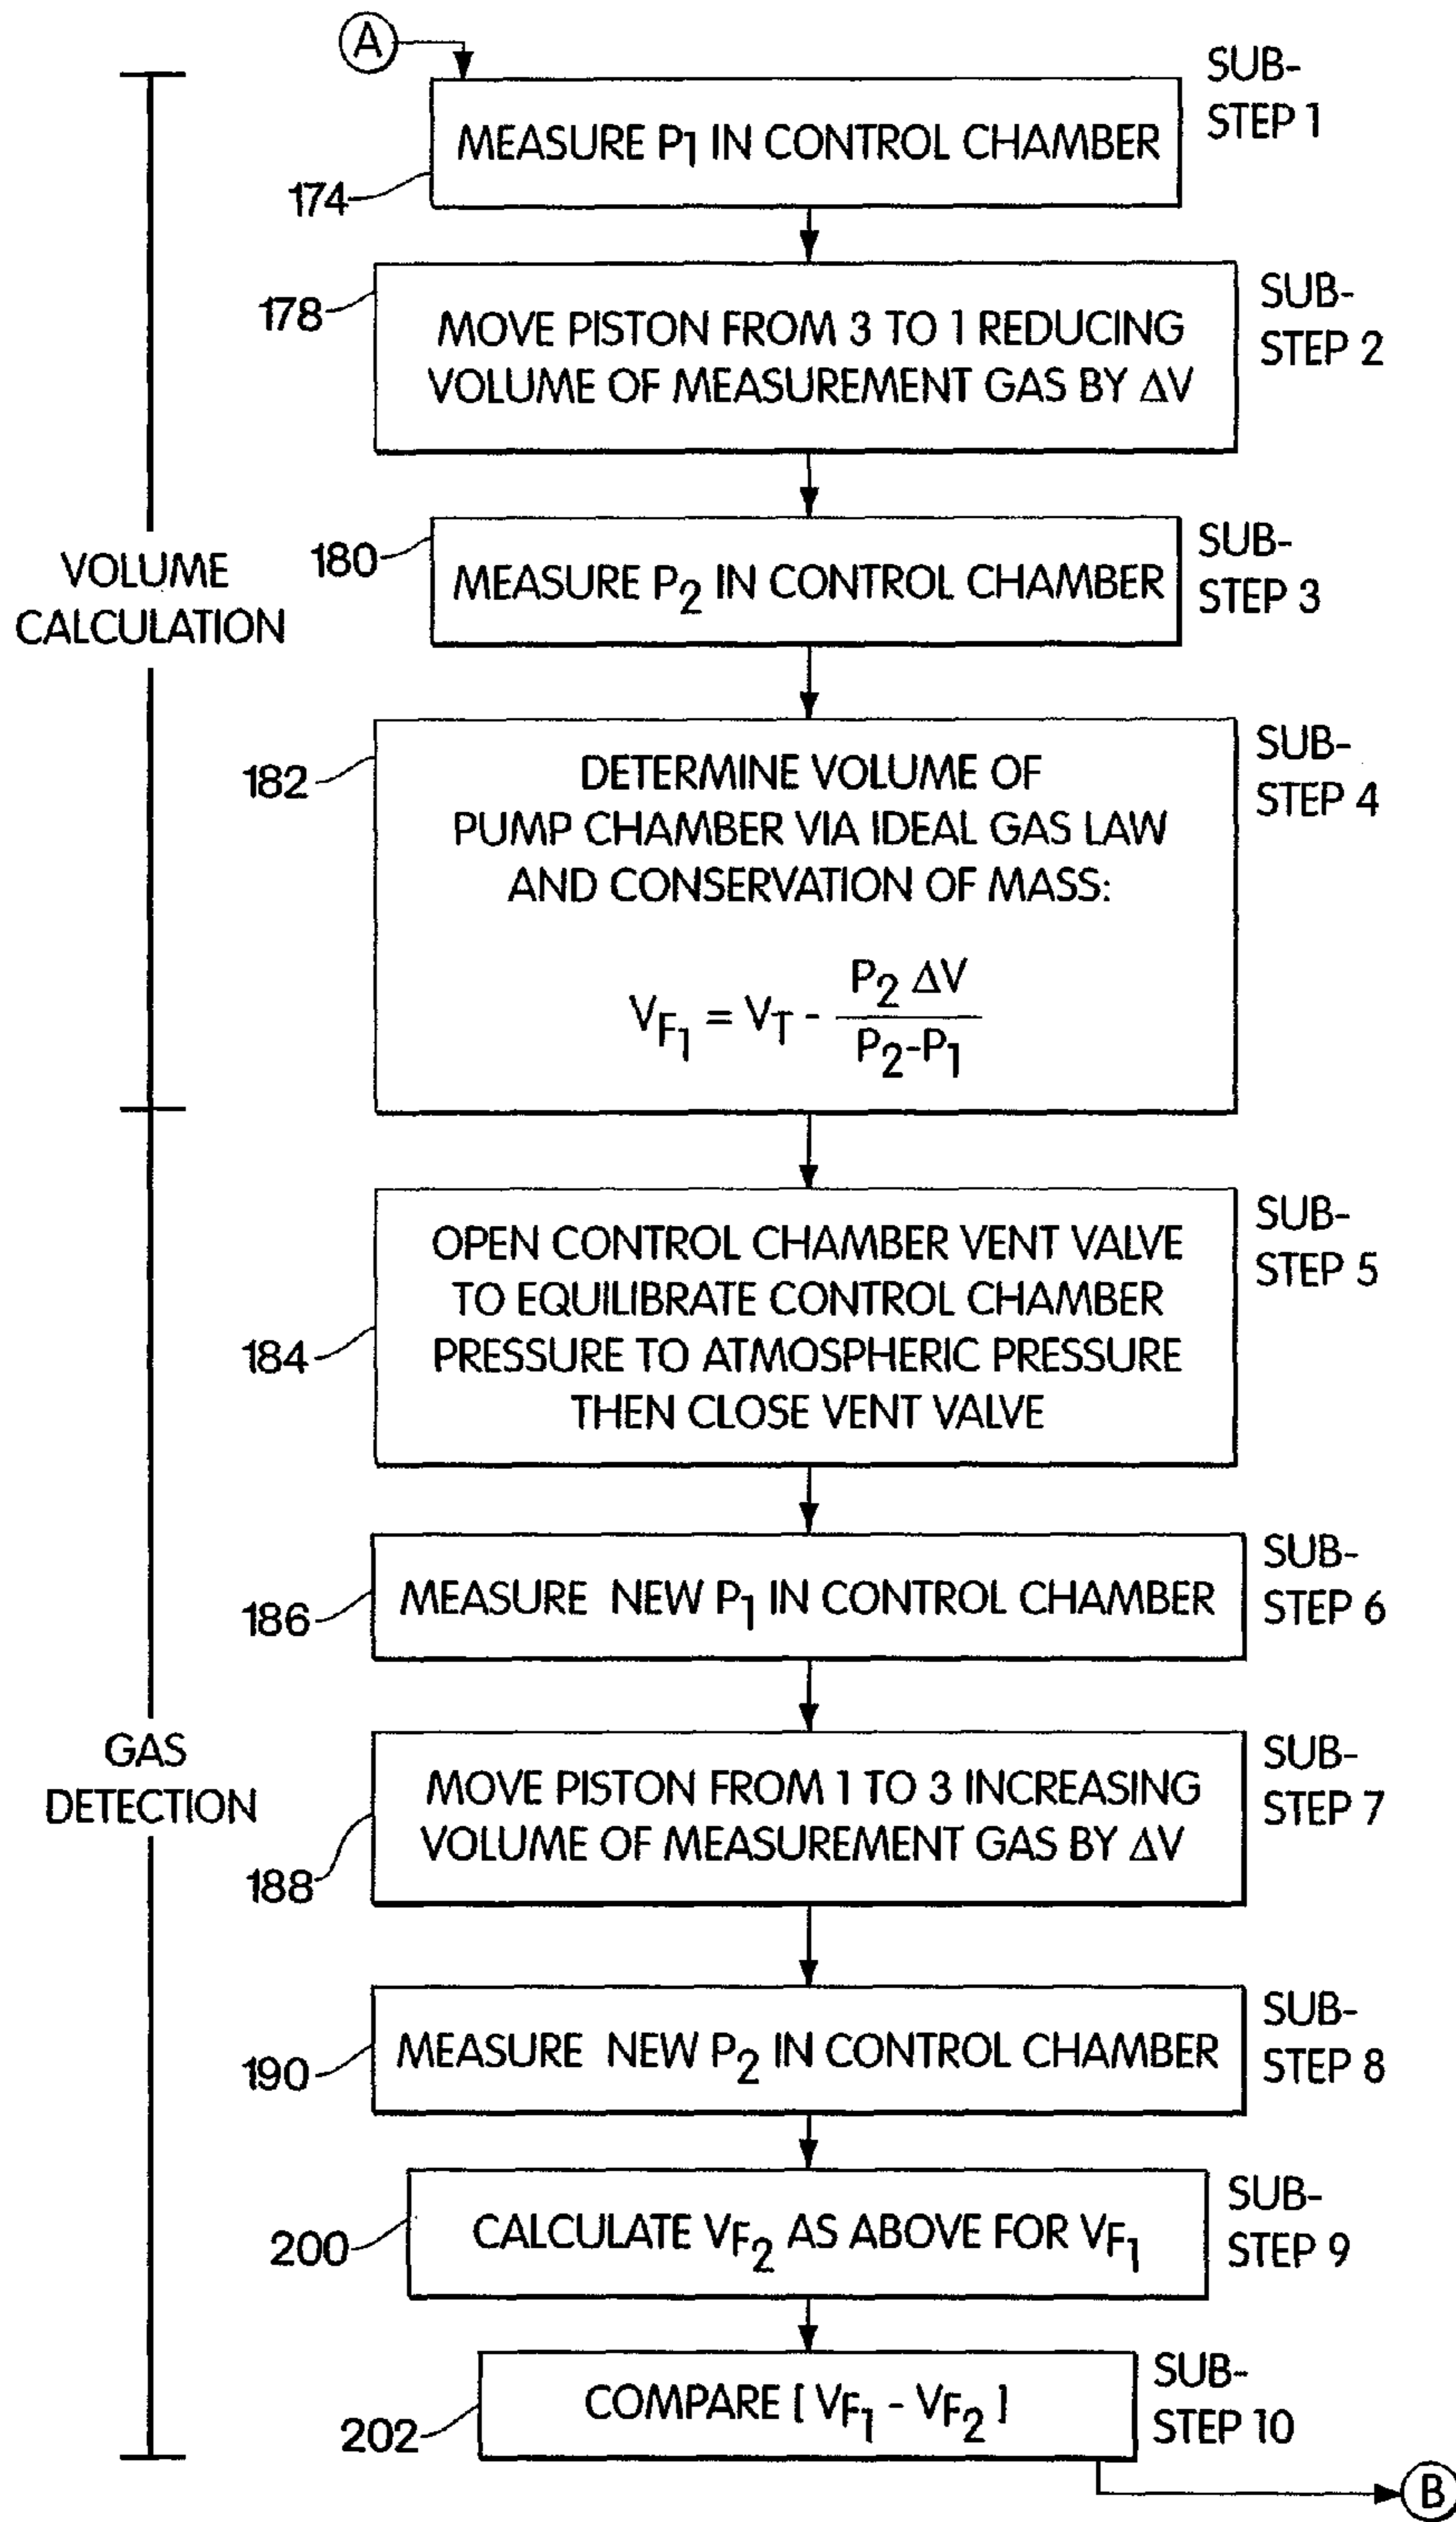 A
SUB-
STEP 1
MEASURE P1 IN CONTROL CHAMBER
174
SUB-
STEP 2
178
MOVE PISTON FROM 3 TO 1 REDUCING
VOLUME OF MEASUREMENT GAS BY ΔV
SUB-
STEP 3
180
MEASURE P2 IN CONTROL CHAMBER
VOLUME
CALCULATION
SUB-
STEP 4
182
DETERMINE VOLUME OF
PUMP CHAMBER VIA IDEAL GAS LAW
AND CONSERVATION OF MASS:
VF1 = VT - P2 ΔV / P2-P1
SUB-
STEP 5
OPEN CONTROL CHAMBER VENT VALVE
TO EQUILIBRATE CONTROL CHAMBER
184
PRESSURE TO ATMOSPHERIC PRESSURE
THEN CLOSE VENT VALVE
SUB-
STEP 6
186
MEASURE NEW P1 IN CONTROL CHAMBER
GAS
DETECTION
SUB-
STEP 7
MOVE PISTON FROM 1 TO 3 INCREASING
VOLUME OF MEASUREMENT GAS BY ΔV
188
SUB-
STEP 8
MEASURE NEW P2 IN CONTROL CHAMBER
190
SUB-
STEP 9
200
CALCULATE VF2 AS ABOVE FOR VF1
SUB-
STEP 10
COMPARE [ VF1 - VF2 ]
202
B